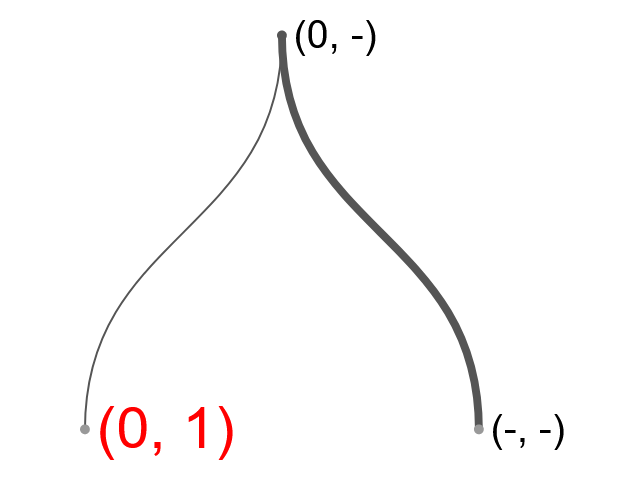 (0, -)
(0, 1)
(-, -)